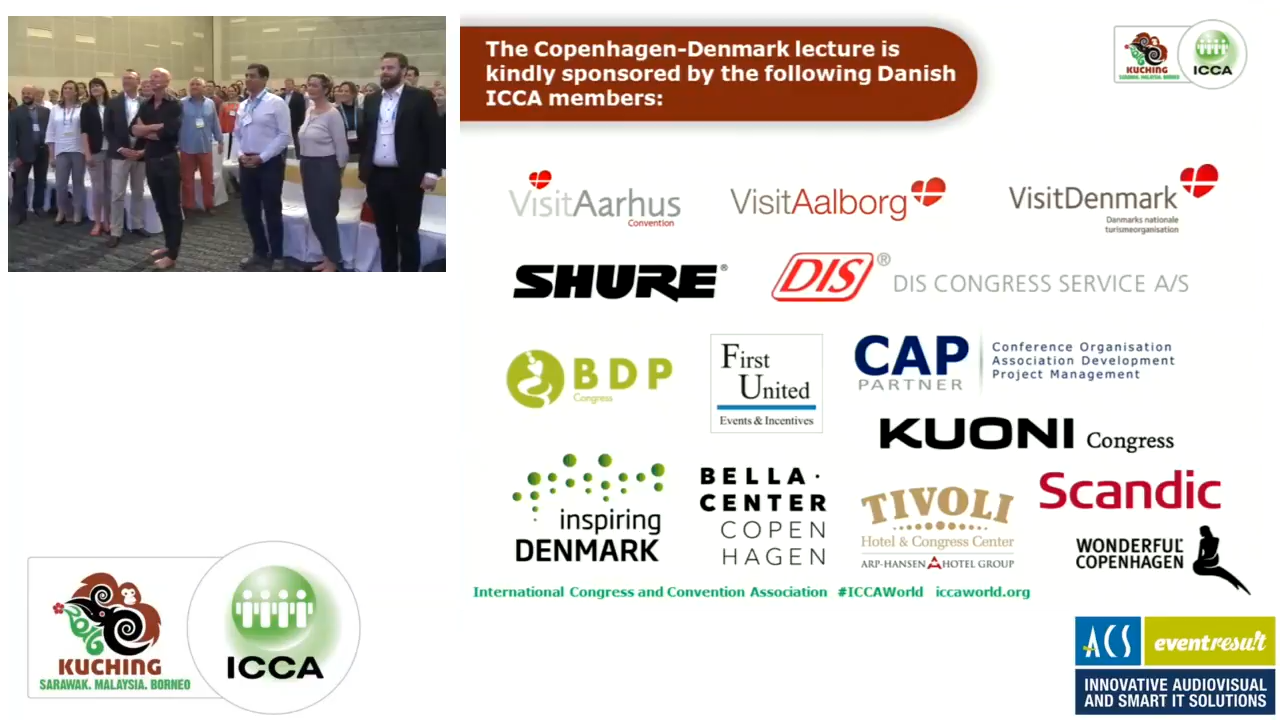 The Copenhagen-Denmark lecture is
kindly sponsored by the following Danish
ICCA members:
KUCHING
SARAWAK. MALAYSIA. BORNEO
ICCA
VisitAarhus
Convention
VisitAalborg
VisitDenmark
Danmarks nationale
turismeorganisation
SHURE®
DIS®
DIS CONGRESS SERVICE A/S
BDP
Congress
First
United
Events & Incentives
CAP
PARTNER
Conference Organisation
Association Development
Project Management
KUONI Congress
inspiring
DENMARK
BELLA·
CENTER
COPEN
HAGEN
TIVOLI
Hotel & Congress Center
ARP-HANSEN HOTEL GROUP
Scandic
WONDERFUL
COPENHAGEN
International Congress and Convention Association #ICCAWorld iccaworld.org
2016
KUCHING
SARAWAK. MALAYSIA. BORNEO
ICCA
ACS eventresult
INNOVATIVE AUDIOVISUAL
AND SMART IT SOLUTIONS